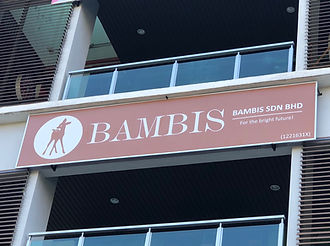 BAMBIS
BAMBIS SDN BHD
For the bright future!
(1221631X)